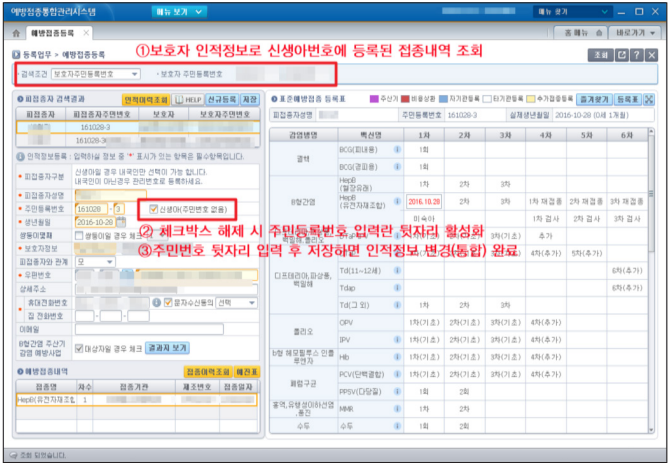 예방접종통합관리시스템 메뉴 보기 메뉴 찾기
예방접종등록 홈 메뉴 바로가기
등록업무 > 예방접종등록 ①보호자 인적정보로 신생아번호에 등록된 접종내역 조회 조회
검색조건 보호자주민등록번호 보호자 주민등록번호
피접종자 검색결과 인적이력조회 HELP 신규등록 저장
피접종자 피접종자주민번호 보호자 보호자주민번호
161028-3
161028-3
인적정보등록 : 입력하실 정보 중 '*' 표시가 있는 항목은 필수항목입니다.
피접종자구분 신생아일 경우 내국인만 선택이 가능 합니다.
내국인이 아닌경우 관리번호로 등록하세요.
피접종자성명
주민등록번호 161028 - 3 신생아(주민번호 없음)
생년월일 2016-10-28
쌍둥이형제 쌍둥이일 경우 체크
② 체크박스 해제 시 주민등록번호 입력란 뒷자리 활성화
보호자정보
③주민번호 뒷자리 입력 후 저장하면 인적정보 변경(통합) 완료
피접종자와 관계 모
우편번호
상세주소
휴대전화번호 문자수신동의 선택
집 전화번호 - -
이메일
B형간염 주산기
감염 예방사업 대상자일 경우 체크 결과지 보기
예방접종내역 접종이력조회 예진표
접종명 차수 접종기관 제조번호 접종일자
HepB(유전자재조합 1
표준예방접종 등록표 주산기 비용상환 자기관등록 타기관등록 추가접종등록 즐겨찾기 등록표
피접종자성명 주민등록번호 161028-3 실제생년월일 2016-10-28 (0세 1개월)
감염병명 백신명 1차 2차 3차 4차 5차 6차
결핵 BCG(피내용) 1회
BCG(경피용) 1회
B형간염 HepB
(혈장유래) 1차 2차 3차
HepB
(유전자재조합) 2016.10.28 2차 3차 1차 재접종 2차 재접종 3차 재접종
미숙아 1차 검사 2차 검사 3차 검사
추가
백일해,폴리오
4차(추가) 5차(추가)
디프테리아,파상풍,
백일해 Td(11~12세) 6차(추가)
Tdap 6차(추가)
Td(그 외) 1차 2차 3차
폴리오 OPV 1차(기초) 2차(기초) 3차(기초) 4차(추가)
IPV 1차(기초) 2차(기초) 3차(기초) 4차(추가)
b형 헤모필루스 인플루엔자 Hib 1차(기초) 2차(기초) 3차(기초) 4차(추가)
폐렴구균 PCV(단백결합) 1차(기초) 2차(기초) 3차(기초) 4차(추가)
PPSV(다당질) 1회 2회
홍역,유행성이하선염,풍진 MMR 1차 2차
수두 수두 1회 2회
조회 되었습니다.